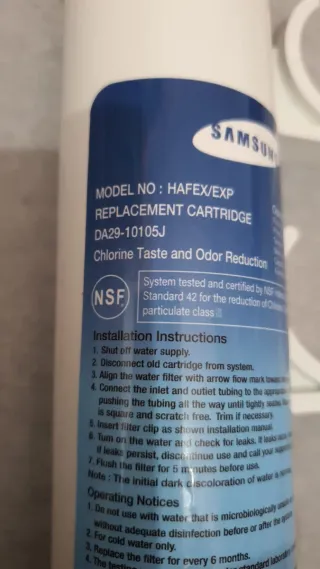 SAMSUN
MODEL NO : HAFEX/EXP
REPLACEMENT CARTRIDGE
DA29-10105J
Chlorine Taste and Odor Reduction
NSF
System tested and certified by NSF
Standard 42 for the reduction of
particulate class
Installation Instructions
1. Shut off water supply.
2. Disconnect old cartridge from system.
3. Align the water filter with arrow flow mark
4. Connect the inlet and outlet tubing to the
pushing the tubing all the way until tightly
is square and scratch free. Trim if necessary.
5. Insert filter clip as shown installation manual.
6. Turn on the water and check for leaks. If leaks
if leaks persist, discontinue use and call your
7. Flush the filter for 5 minutes before use.
Note : The initial dark discoloration of water is
Operating Notices
1. Do not use with water that is microbiologically
without adequate disinfection before or after the
2. For cold water only.
3. Replace the filter for every 6 months.
4. The testing standard laboratory